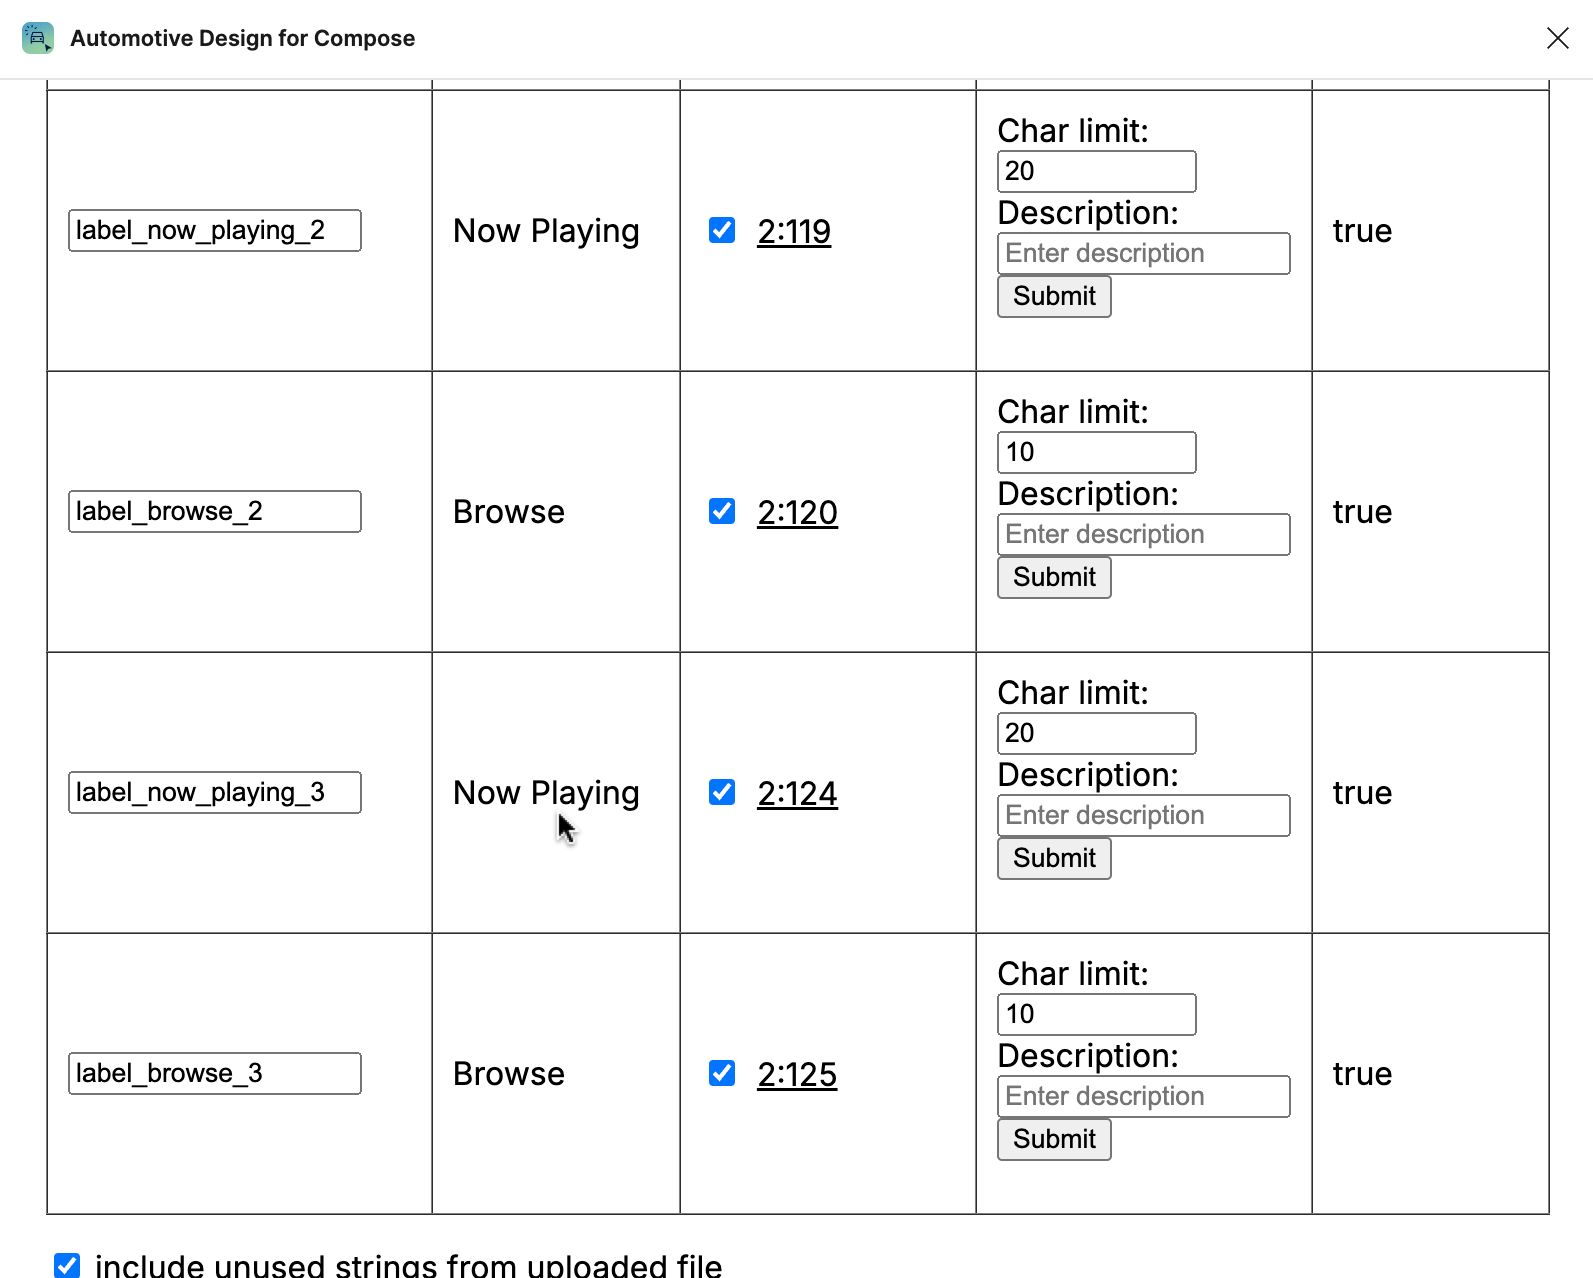 Automotive Design for Compose
Char limit:
20
Description:
label_now_playing_2 Now Playing 2:119 true
Enter description
Submit
Char limit:
10
Description:
label_browse_2 Browse 2:120 true
Enter description
Submit
Char limit:
20
Description:
label_now_playing_3 Now Playing 2:124 true
Enter description
Submit
Char limit:
10
Description:
label_browse_3 Browse 2:125 true
Enter description
Submit
include unused strings from uploaded file